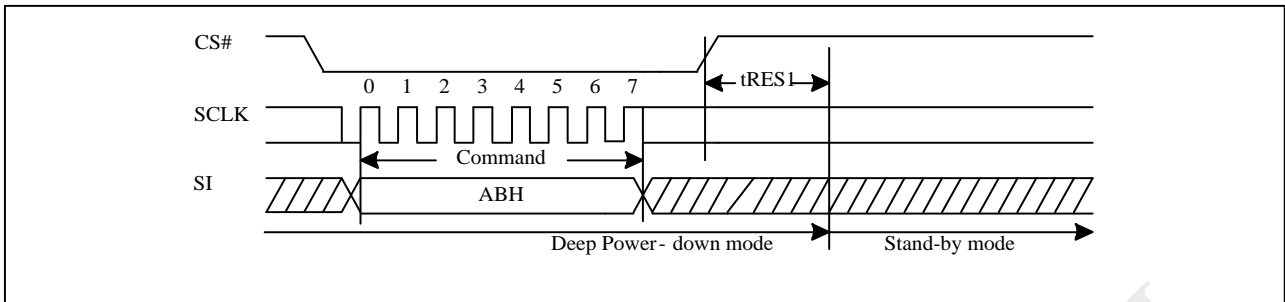 CS#
tRES1
0 1 2 3 4 5 6 7
SCLK
Command
SI
ABH
Deep Power- down mode
Stand-by mode